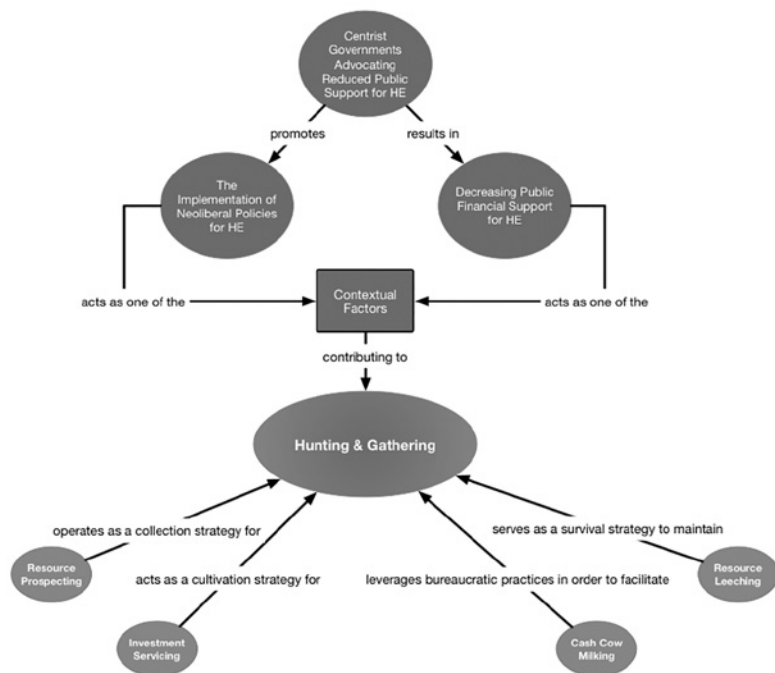 Centrist
Governments
Advocating
Reduced Public
Support for HE
promotes
results in
The
Implementation of
Neoliberal Policies
for HE
Decreasing Public
Financial Support
for HE
acts as one of the
Contextual
Factors
acts as one of the
contributing to
Hunting & Gathering
operates as a collection strategy for
serves as a survival strategy to maintain
Resource
Prospecting
acts as a cultivation strategy for
leverages bureaucratic practices in order to facilitate
Resource
Leeching
Investment
Servicing
Cash Cow
Milking